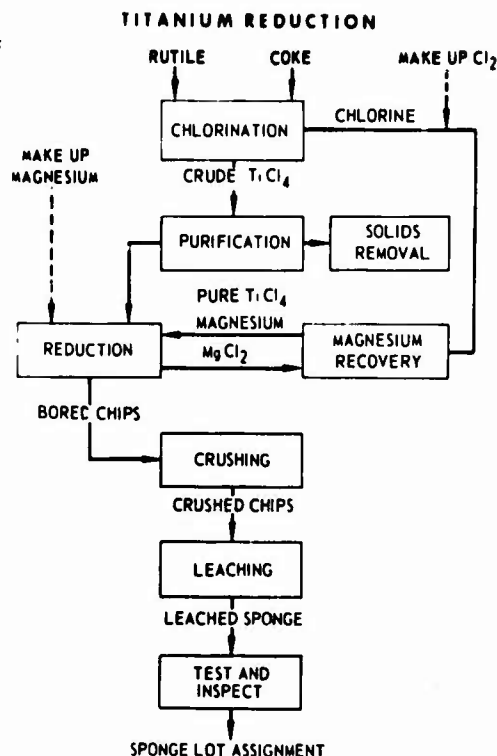 TITANIUM REDUCTION
RUTILE
COKE
MAKE UP Cl2
CHLORINATION
CHLORINE
MAKE UP
MAGNESIUM
CRUDE TiCl4
PURIFICATION
SOLIDS
REMOVAL
PURE TiCl4
MAGNESIUM
REDUCTION
MgCl2
MAGNESIUM
RECOVERY
BORED CHIPS
CRUSHING
CRUSHED CHIPS
LEACHING
LEACHED SPONGE
TEST AND
INSPECT
SPONGE LOT ASSIGNMENT